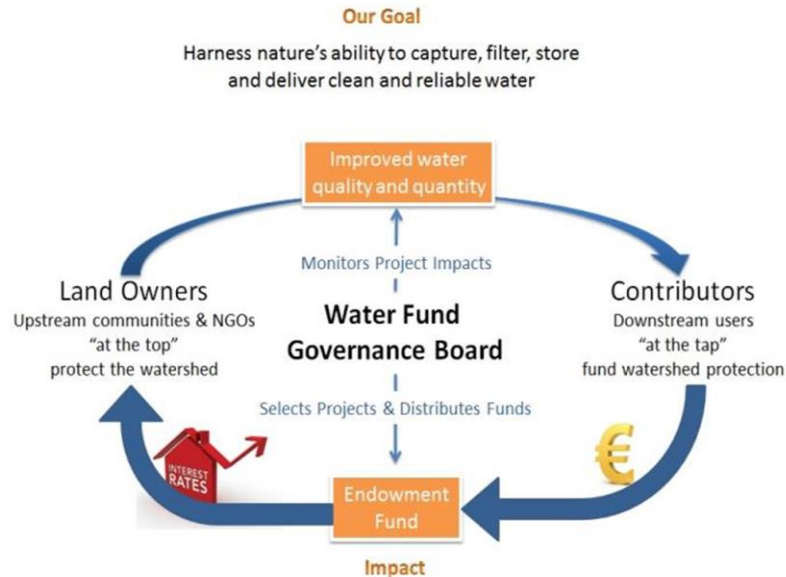 Our Goal
Harness nature's ability to capture, filter, store
and deliver clean and reliable water
Improved water
quality and quantity
Monitors Project Impacts
Land Owners
Upstream communities & NGOs
"at the top"
protect the watershed
Water Fund
Governance Board
Contributors
Downstream users
"at the tap"
fund watershed protection
Selects Projects & Distributes Funds
INTEREST
RATES
€
Endowment
Fund
Impact